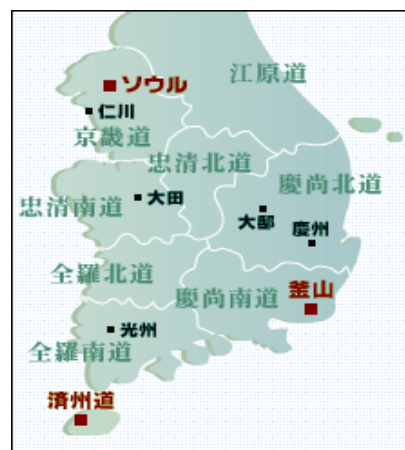 江原道
ソウル
仁川
京畿道
忠清北道
慶尚北道
忠清南道
大田
大邸
慶州
全羅北道
慶尚南道
釜山
光州
全羅南道
済州道